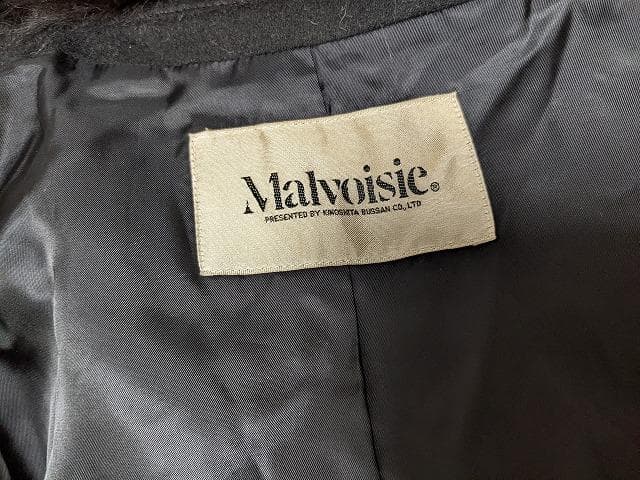 Malvoisie®
PRESENTED BY KINOSHITA BUSSAN CO., LTD